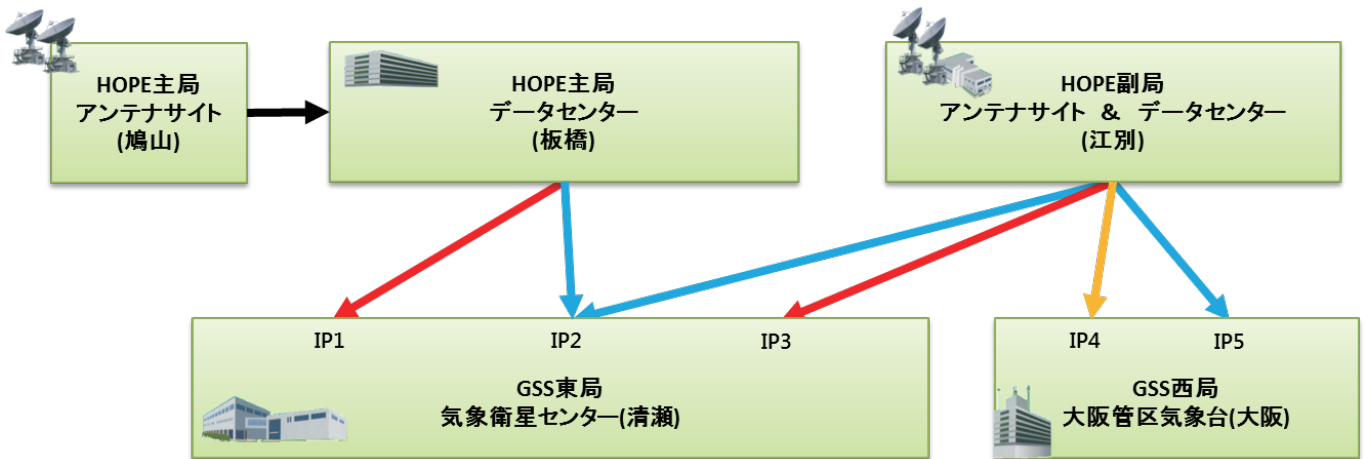 HOPE主局
アンテナサイト
(鳩山)
HOPE主局
データセンター
(板橋)
HOPE副局
アンテナサイト & データセンター
(江別)
IP1
IP2
IP3
GSS東局
気象衛星センター(清瀬)
IP4
IP5
GSS西局
大阪管区気象台(大阪)